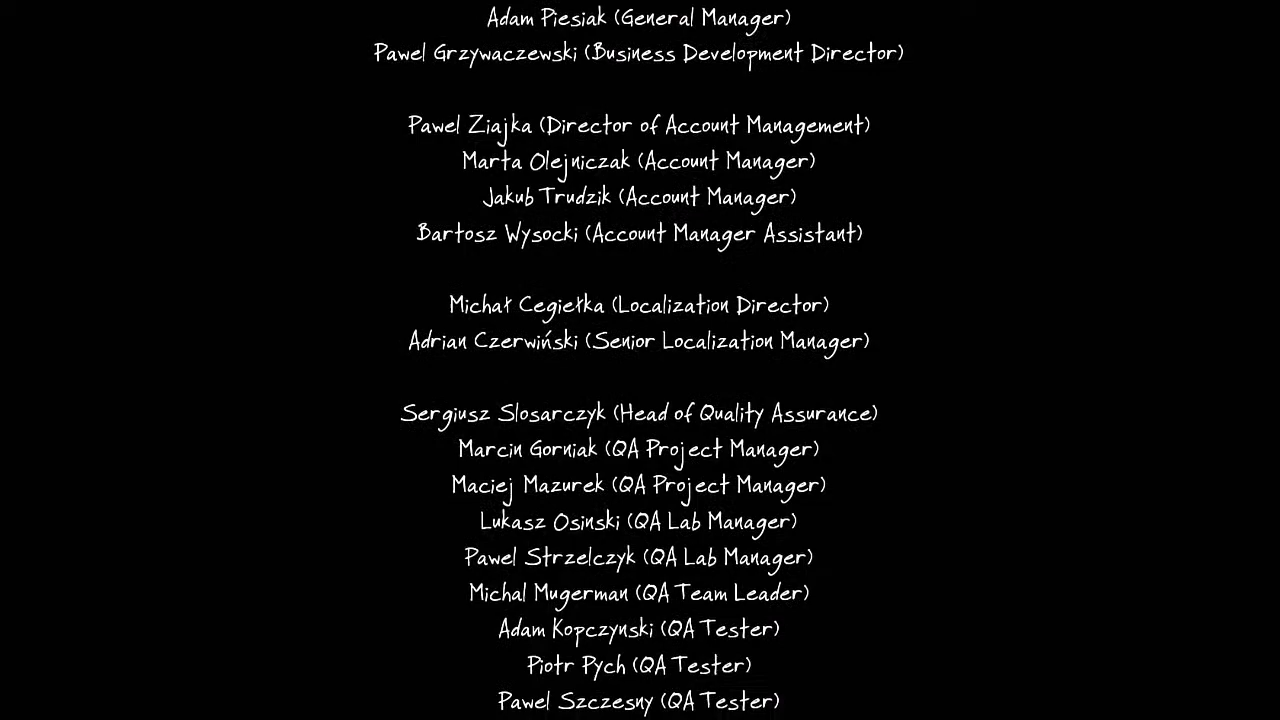 Adam Piesiak (General Manager)
Pawel Grzywaczewski (Business Development Director)
Pawel Ziajka (Director of Account Management)
Marta Olejniczak (Account Manager)
Jakub Trudzik (Account Manager)
Bartosz Wysocki (Account Manager Assistant)
Michał Cegiełka (Localization Director)
Adrian Czerwiński (Senior Localization Manager)
Sergiusz Slosarczyk (Head of Quality Assurance)
Marcin Gorniak (QA Project Manager)
Maciej Mazurek (QA Project Manager)
Lukasz Osinski (QA Lab Manager)
Pawel Strzelczyk (QA Lab Manager)
Michal Mugerman (QA Team Leader)
Adam Kopczynski (QA Tester)
Piotr Pych (QA Tester)
Pawel Szczesny (QA Tester)